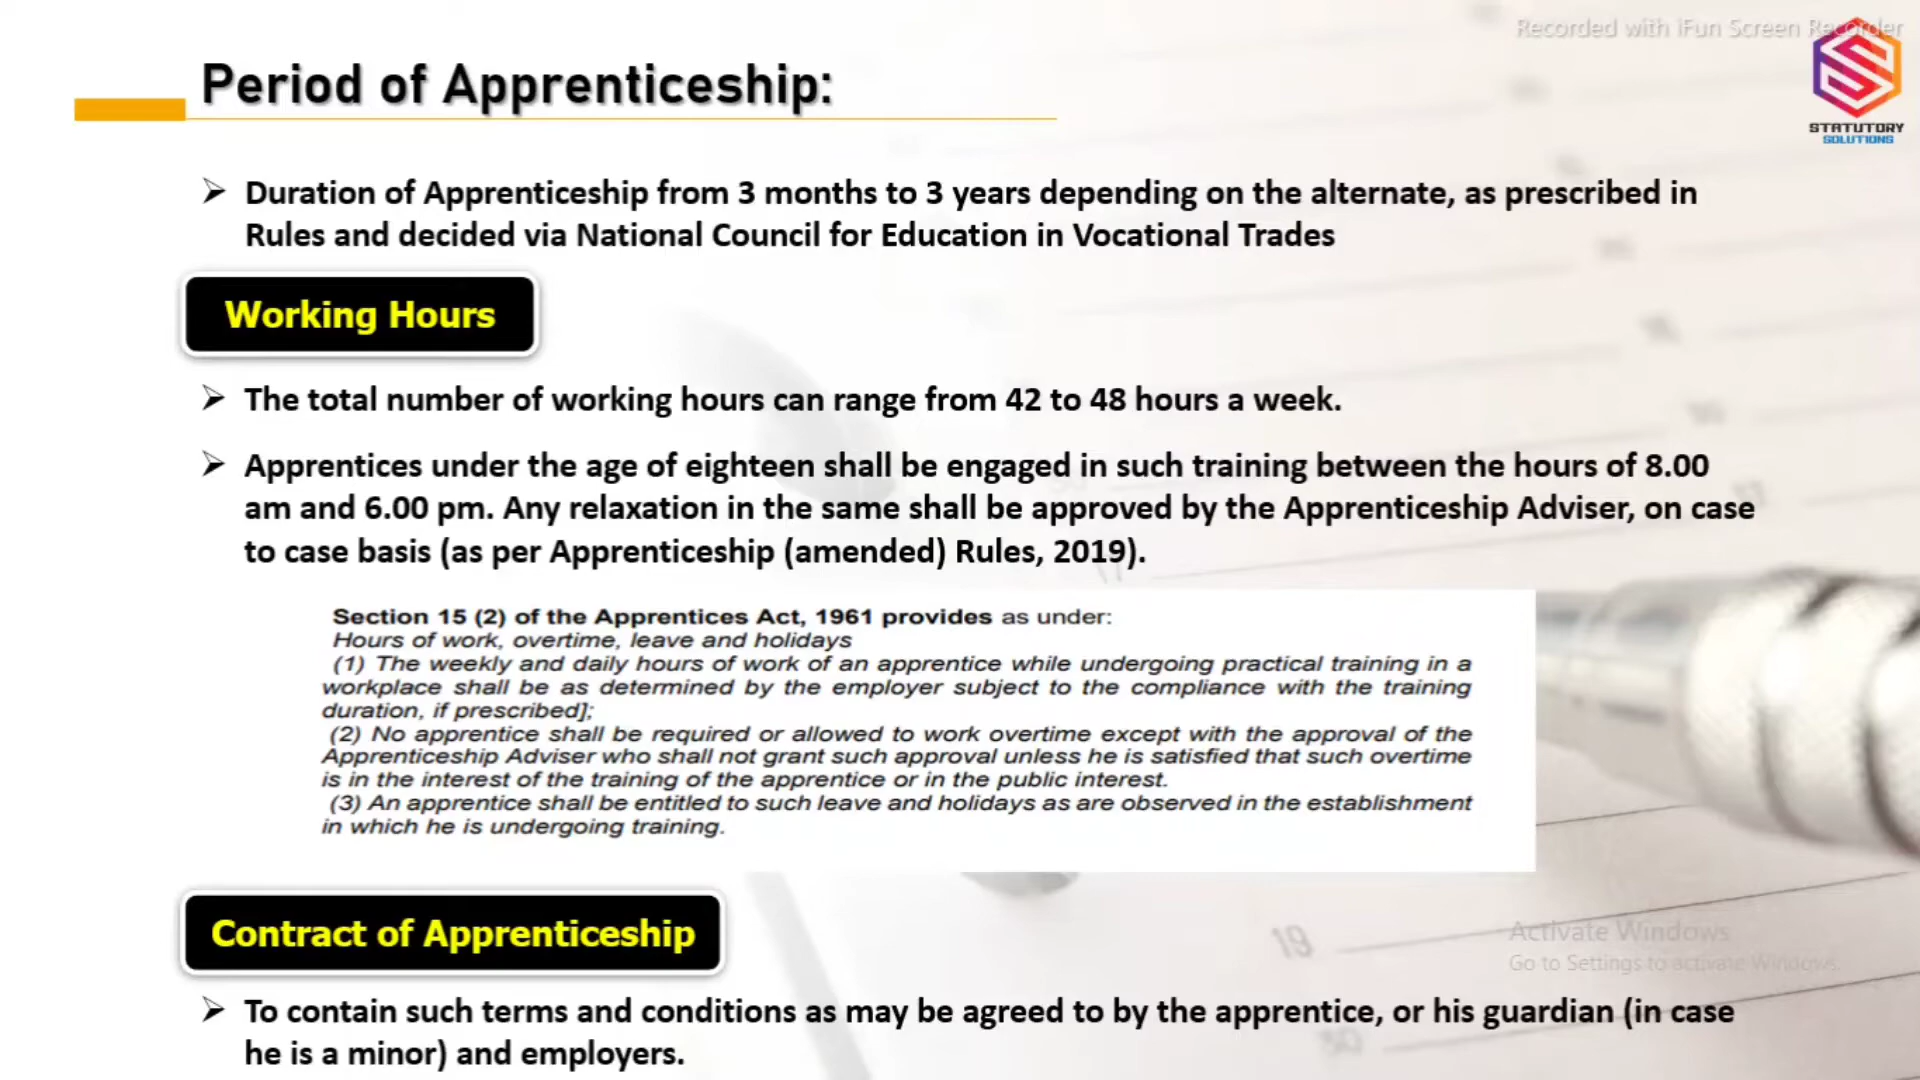 Recorded with iFun Screen Recorder
STATUTORY
SOLUTIONS
Period of Apprenticeship:
Duration of Apprenticeship from 3 months to 3 years depending on the alternate, as prescribed in
Rules and decided via National Council for Education in Vocational Trades
Working Hours
The total number of working hours can range from 42 to 48 hours a week.
Apprentices under the age of eighteen shall be engaged in such training between the hours of 8.00
am and 6.00 pm. Any relaxation in the same shall be approved by the Apprenticeship Adviser, on case
to case basis (as per Apprenticeship (amended) Rules, 2019).
Section 15 (2) of the Apprentices Act, 1961 provides as under:
Hours of work, overtime, leave and holidays
(1) The weekly and daily hours of work of an apprentice while undergoing practical training in a
workplace shall be as determined by the employer subject to the compliance with the training
duration, if prescribed];
(2) No apprentice shall be required or allowed to work overtime except with the approval of the
Apprenticeship Adviser who shall not grant such approval unless he is satisfied that such overtime
is in the interest of the training of the apprentice or in the public interest.
(3) An apprentice shall be entitled to such leave and holidays as are observed in the establishment
in which he is undergoing training.
Contract of Apprenticeship
19
Activate Windows
Go to Settings to activate Windows.
To contain such terms and conditions as may be agreed to by the apprentice, or his guardian (in case
he is a minor) and employers.